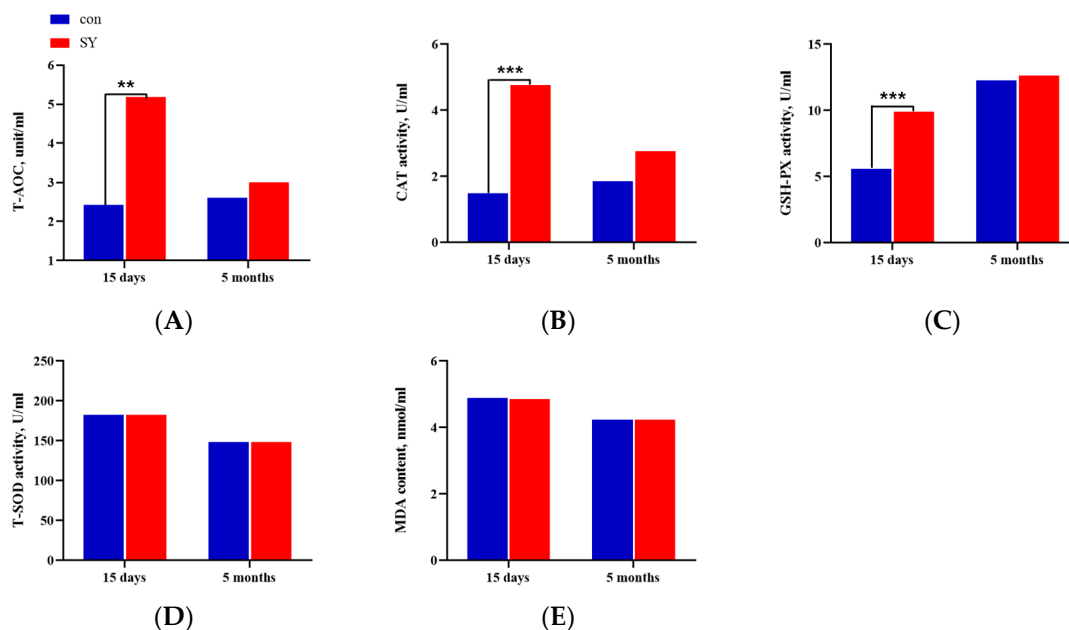 con
SY
T-AOC, unit/ml
6
5
4
3
2
1
**
15 days
5 months
(A)
CAT activity, U/ml
6
4
2
0
***
15 days
5 months
(B)
GSH-PX activity, U/ml
15
10
5
0
***
15 days
5 months
(C)
T-SOD activity, U/ml
250
200
150
100
50
0
15 days
5 months
(D)
MDA content, nmol/ml
6
4
2
0
15 days
5 months
(E)